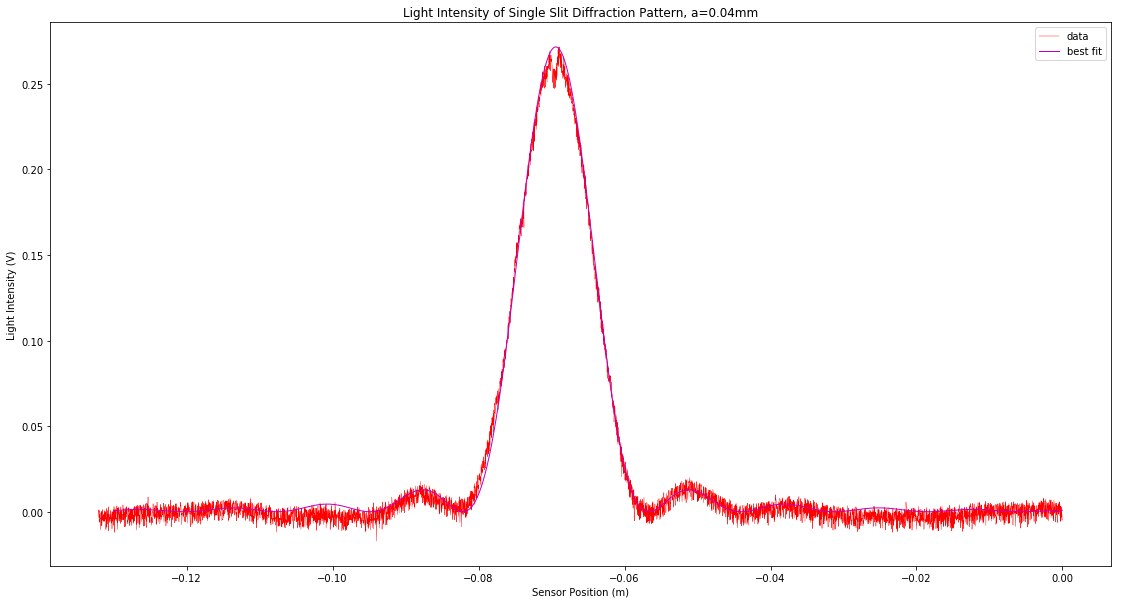 Light Intensity of Single Slit Diffraction Pattern, a=0.04mm
data
best fit
0.25
0.20
0.15
0.10
0.05
0.00
Light Intensity (V)
−0.12 −0.10 −0.08 −0.06 −0.04 −0.02 0.00
Sensor Position (m)